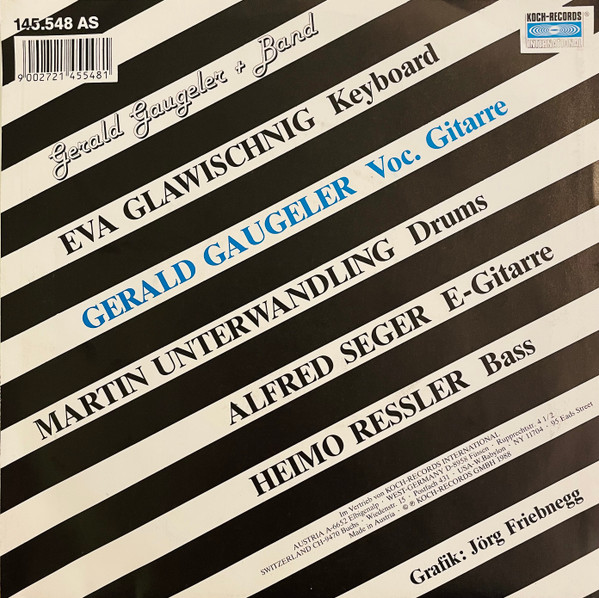 145.548 AS
9 002721 455481
KOCH-RECORDS
INTERNATIONAL
Gerald Gaugeler + Band
EVA GLAWISCHNIG Keyboard
GERALD GAUGELER Voc. Gitarre
MARTIN UNTERWANDLING Drums
ALFRED SEGER E-Gitarre
HEIMO RESSLER Bass
Im Vertrieb von KOCH-RECORDS INTERNATIONAL
AUSTRIA A-6652 Elbigenalp · WEST-GERMANY D-8958 Füssen · Rupprechtstr. 4 1/2
SWITZERLAND CH-9470 Buchs · Wiedenstr. 15 · Postfach 431 · USA-W.Babylon · NY 11704 · 95 Eads Street
Made in Austria · © ℗ KOCH-RECORDS GMBH 1988
Grafik: Jörg Friebnegg